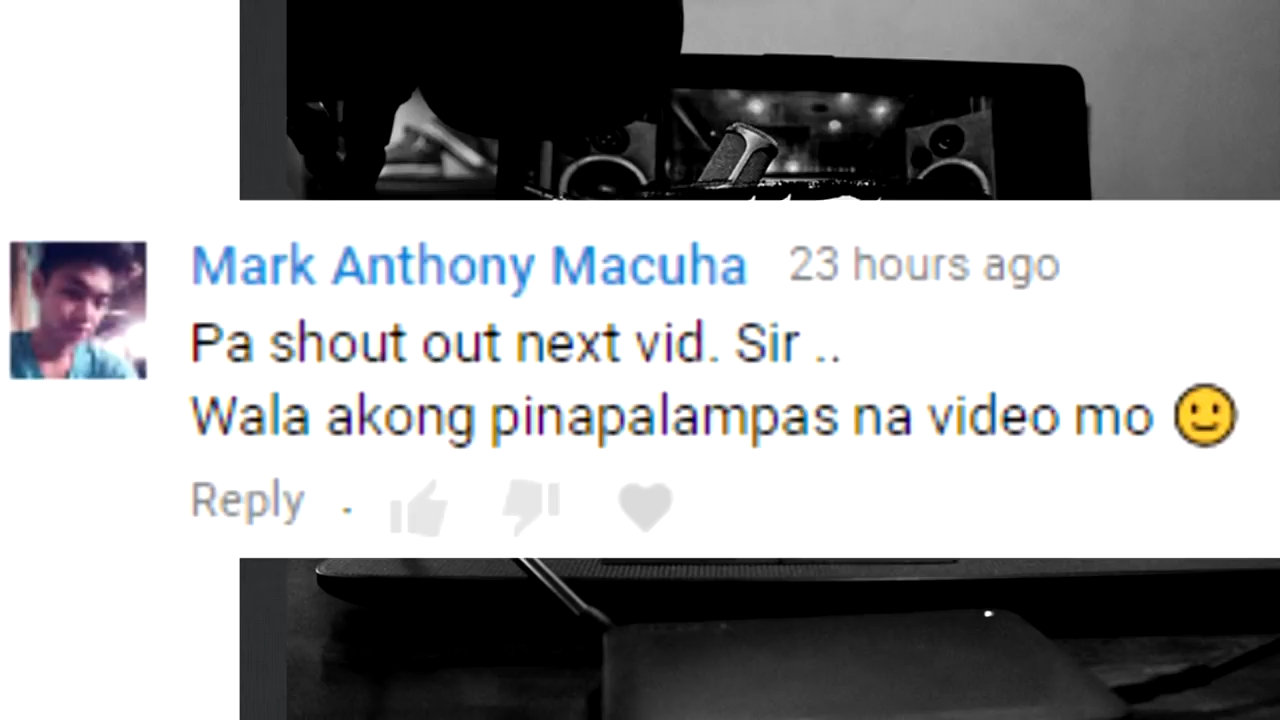 Mark Anthony Macuha 23 hours ago
Pa shout out next vid. Sir ..
Wala akong pinapalampas na video mo 🙂
Reply .